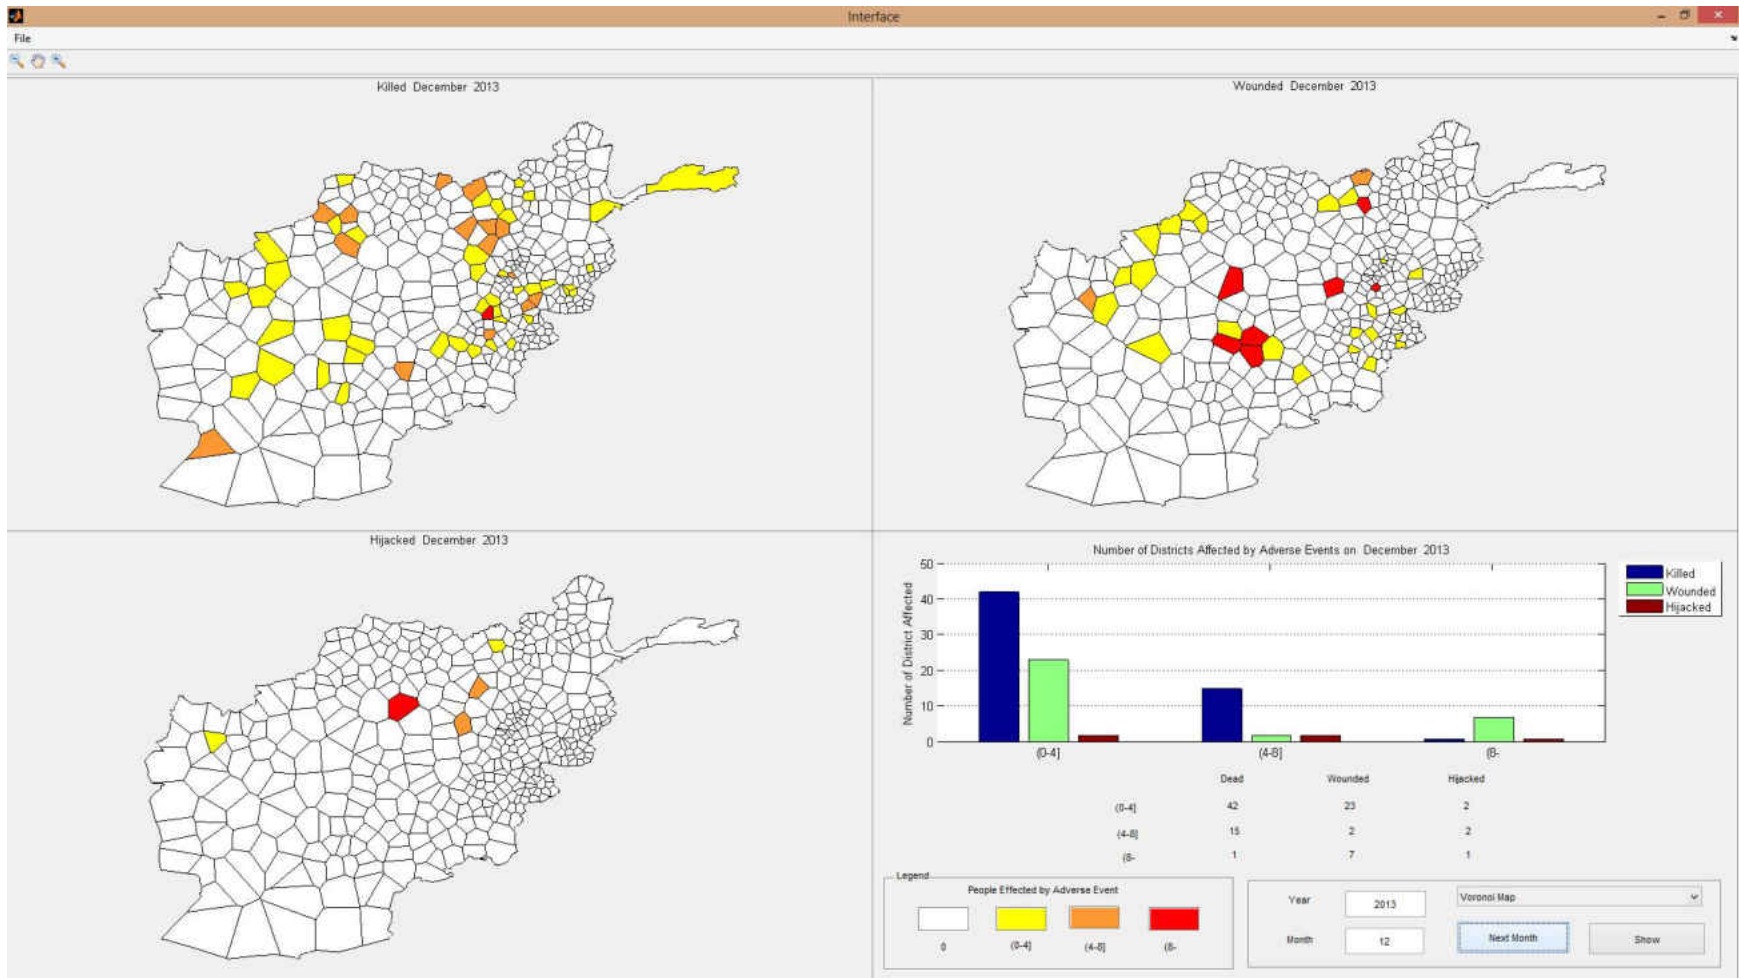 Interface
File
Killed December 2013
Wounded December 2013
Hijacked December 2013
Number of Districts Affected by Adverse Events on December 2013
Number of District Affected
50
40
30
20
10
0
(0-4]
(4-8]
(8-
Killed
Wounded
Hijacked
Dead Wounded Hijacked
(0-4] 42 23 2
(4-8] 15 2 2
(8- 1 7 1
Legend
People Effected by Adverse Event
0 (0-4] (4-8] (8-
Year 2013 Voronoi Map
Month 12 Next Month Show